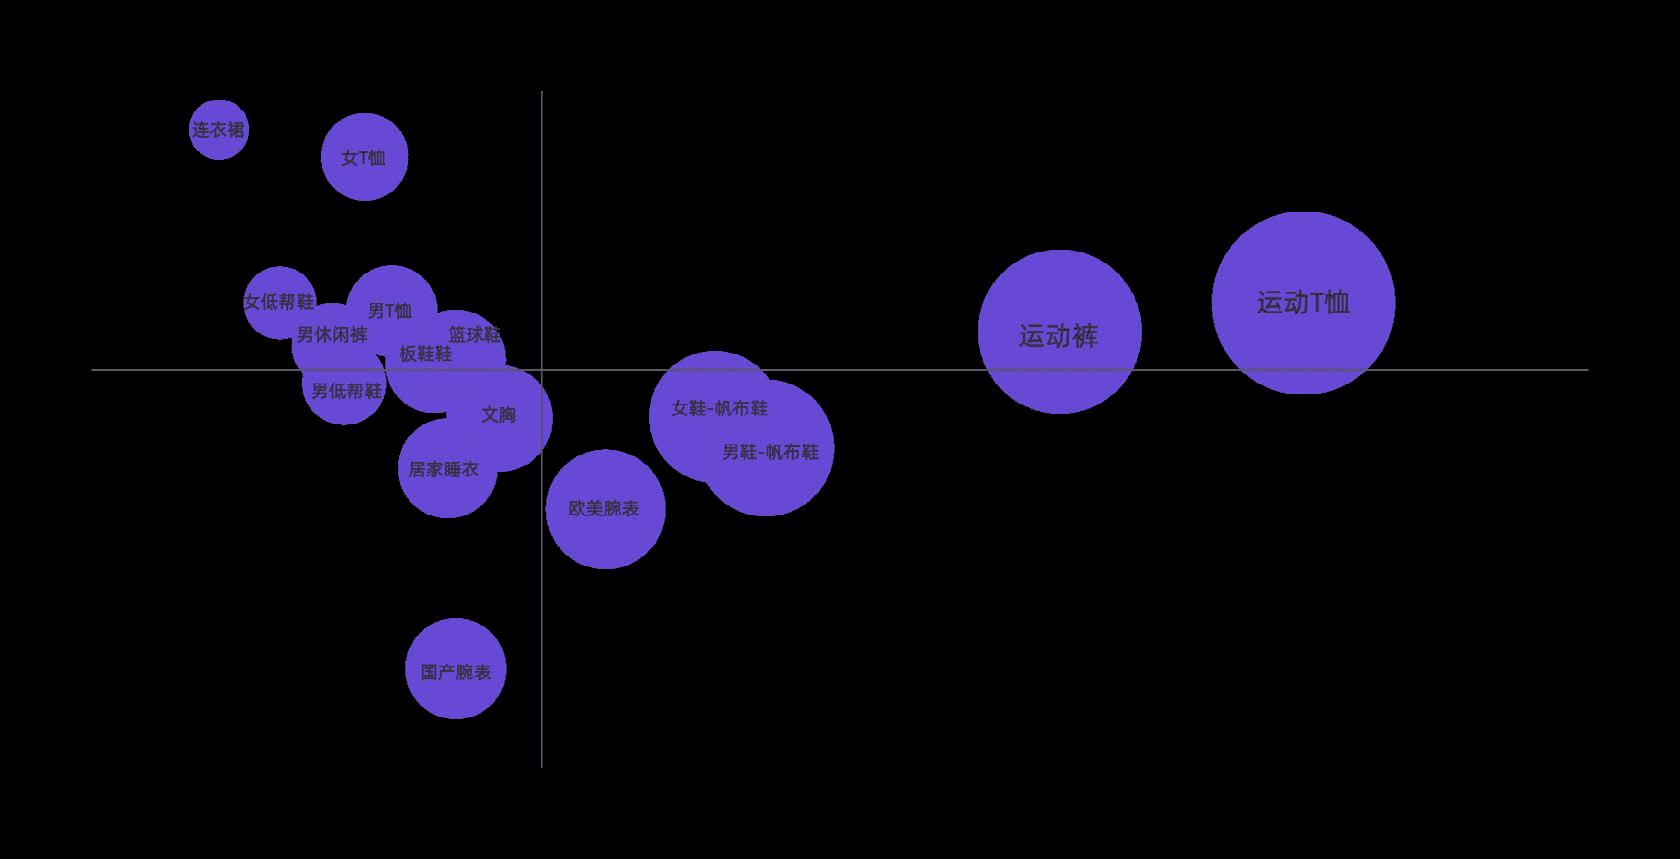 连衣裙
女T恤
女低帮鞋
运动T恤
男T恤
男休闲裤
篮球鞋
运动裤
板鞋鞋
男低帮鞋
女鞋-帆布鞋
文胸
男鞋-帆布鞋
居家睡衣
欧美腕表
国产腕表